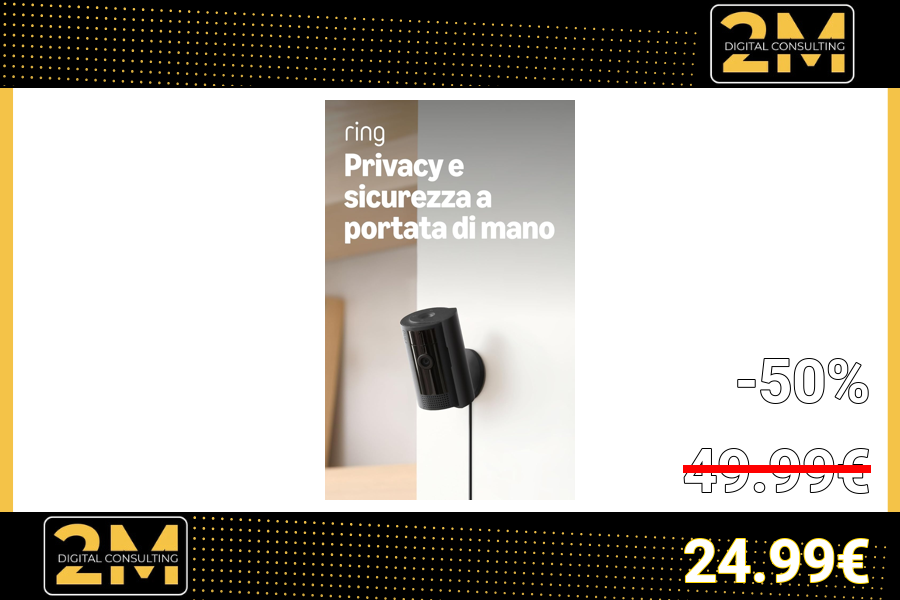 2M
DIGITAL CONSULTING
ring
Privacy e
sicurezza a
portata di mano
-50%
49.99€
2M
DIGITAL CONSULTING
24.99€